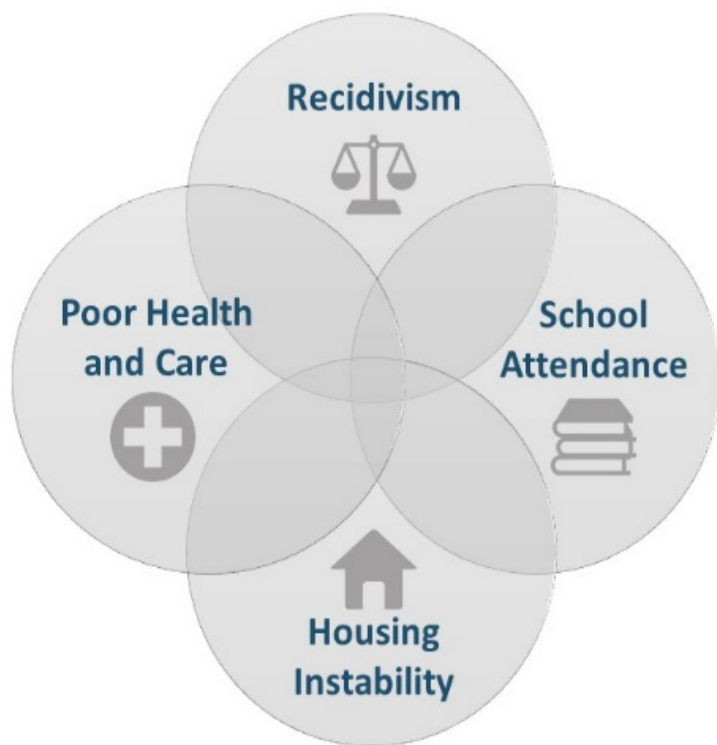 Recidivism
Poor Health
and Care
School
Attendance
Housing
Instability